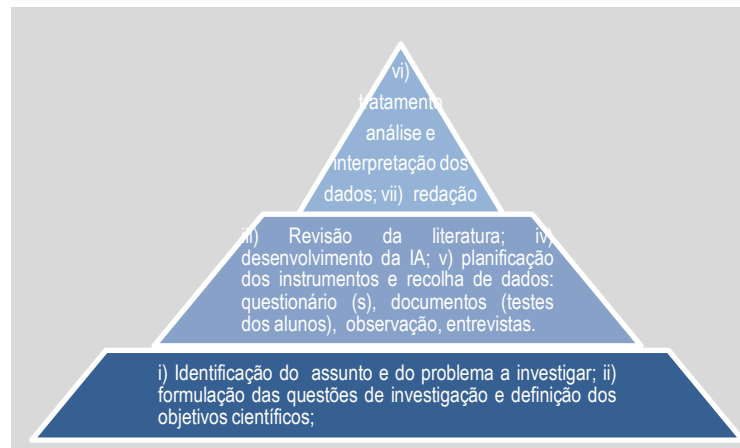 vi)
tratamento
análise e
interpretação dos
dados; vii) redação
iii) Revisão da literatura; iv)
desenvolvimento da IA; v) planificação
dos instrumentos e recolha de dados:
questionário (s), documentos (testes
dos alunos), observação, entrevistas.
i) Identificação do assunto e do problema a investigar; ii)
formulação das questões de investigação e definição dos
objetivos científicos;